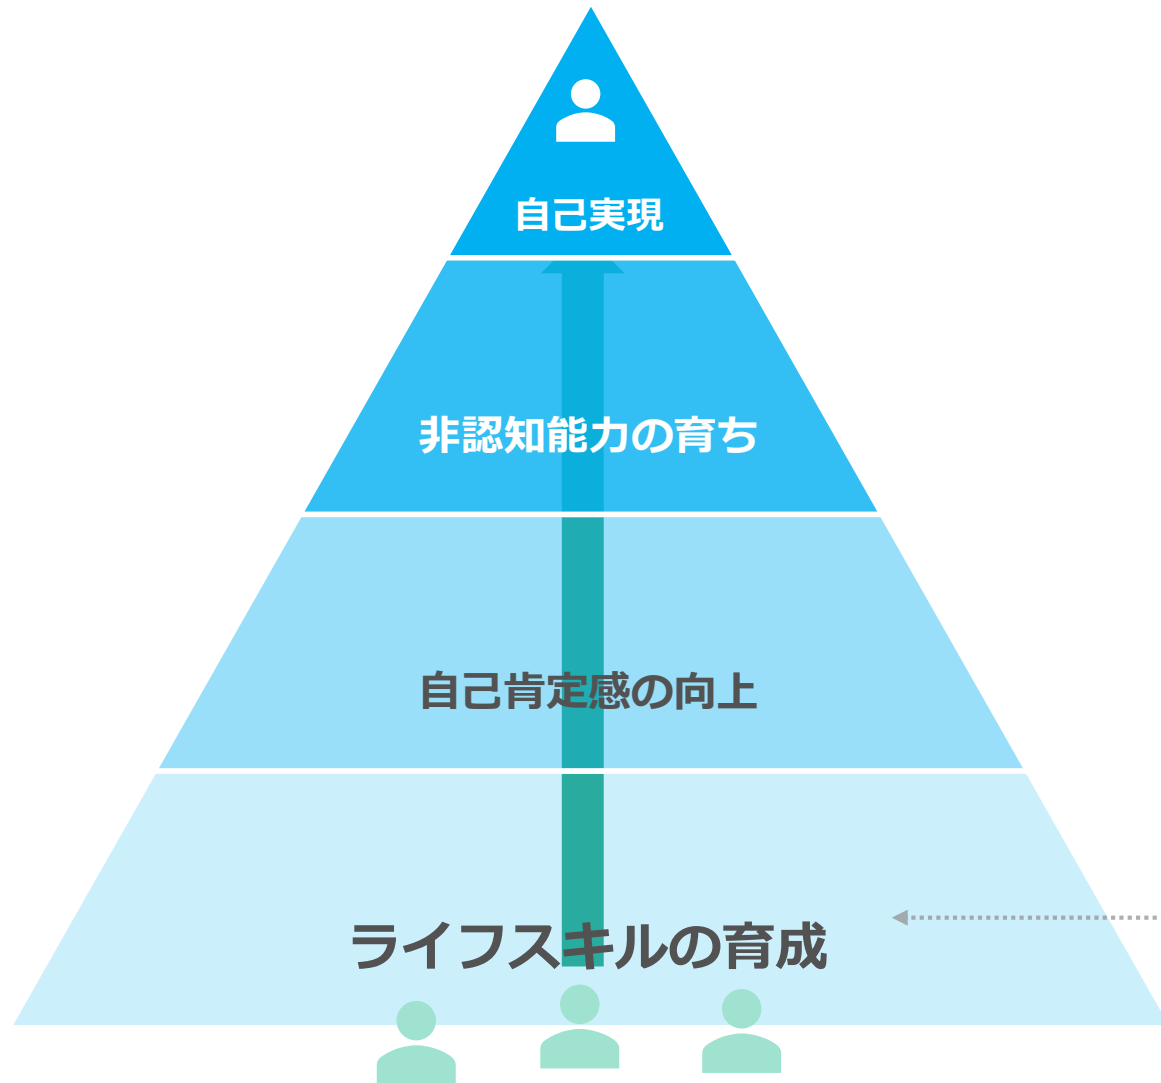 自己実現
非認知能力の育ち
自己肯定感の向上
ライフスキルの育成